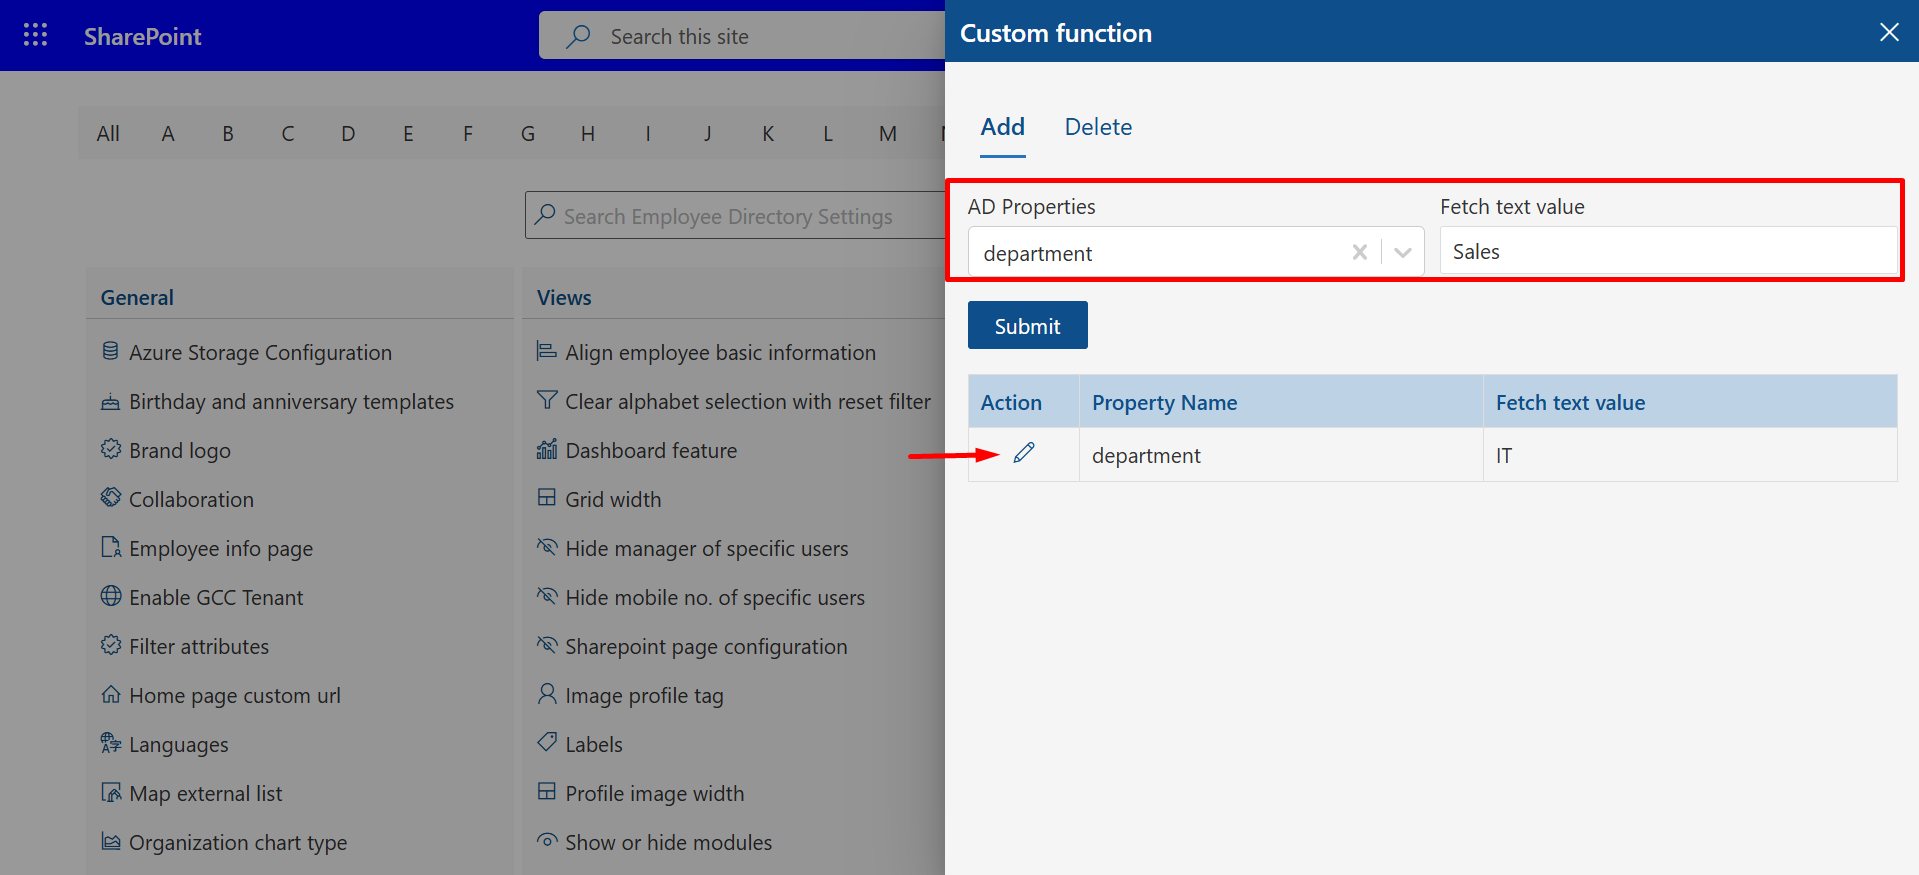 SharePoint
Search this site
All A B C D E F G H I J K L M
Search Employee Directory Settings
General
Azure Storage Configuration
Birthday and anniversary templates
Brand logo
Collaboration
Employee info page
Enable GCC Tenant
Filter attributes
Home page custom url
Languages
Map external list
Organization chart type
Views
Align employee basic information
Clear alphabet selection with reset filter
Dashboard feature
Grid width
Hide manager of specific users
Hide mobile no. of specific users
Sharepoint page configuration
Image profile tag
Labels
Profile image width
Show or hide modules
Custom function
Add Delete
AD Properties Fetch text value
department Sales
Submit
Action Property Name Fetch text value
department IT